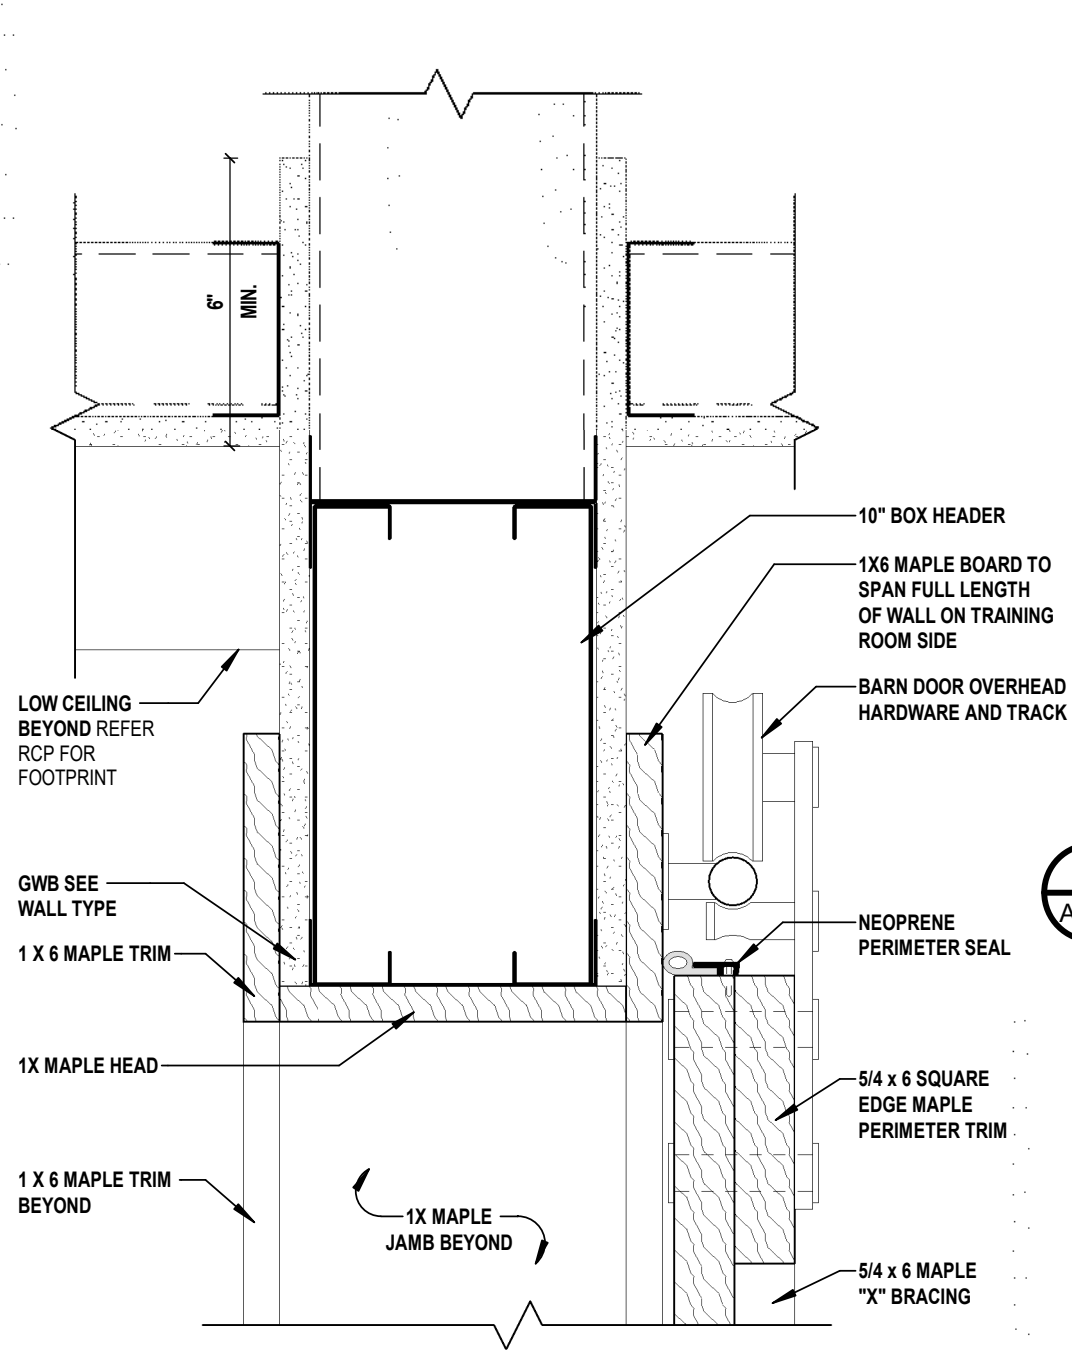 6"
MIN.
10" BOX HEADER
1X6 MAPLE BOARD TO
SPAN FULL LENGTH
OF WALL ON TRAINING
ROOM SIDE
BARN DOOR OVERHEAD
HARDWARE AND TRACK
LOW CEILING
BEYOND REFER
RCP FOR
FOOTPRINT
GWB SEE
WALL TYPE
1 X 6 MAPLE TRIM
NEOPRENE
PERIMETER SEAL
A
1X MAPLE HEAD
5/4 x 6 SQUARE
EDGE MAPLE
PERIMETER TRIM
1 X 6 MAPLE TRIM
BEYOND
1X MAPLE
JAMB BEYOND
5/4 x 6 MAPLE
"X" BRACING